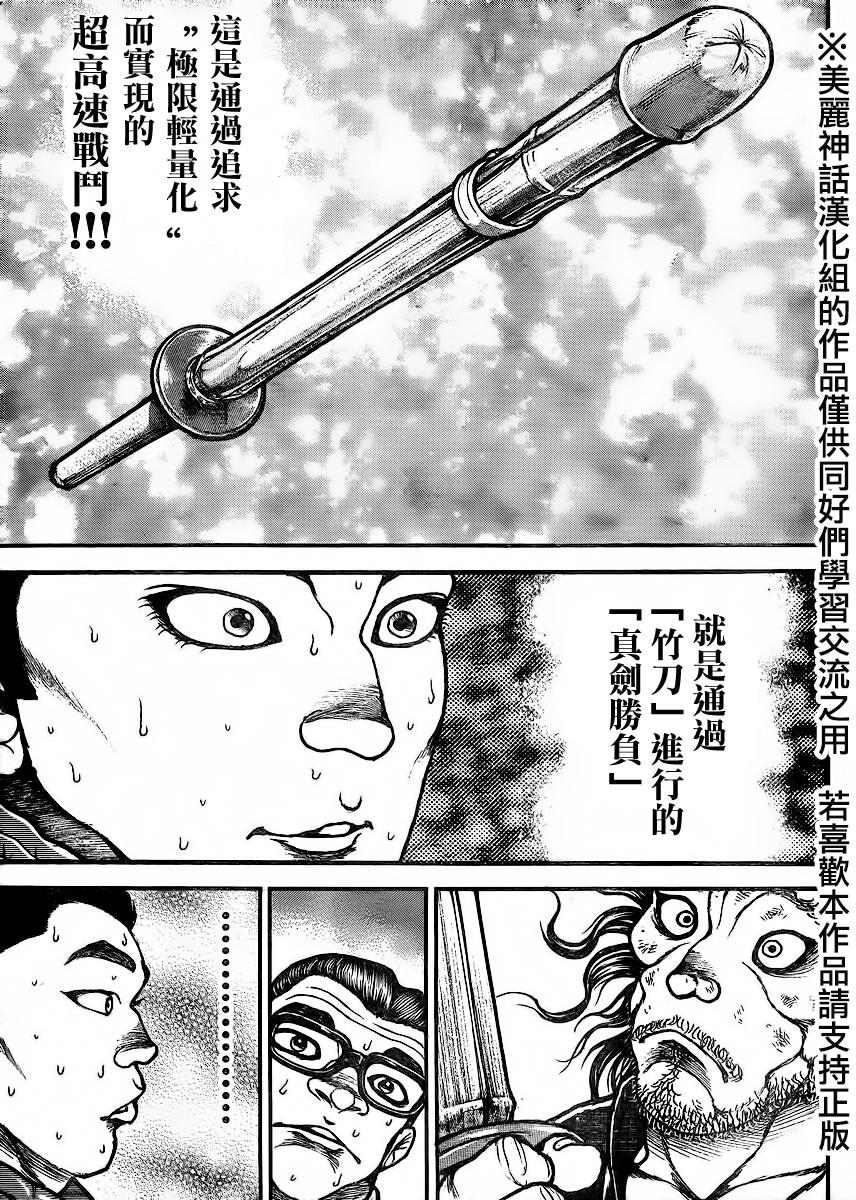 這是通過追求
”極限輕量化“
而實現的
超高速戰鬥!!!
就是通過
「竹刀」進行的
「真劍勝負」
………………
※美麗神話漢化組的作品僅供同好們學習交流之用　若喜歡本作品請支持正版